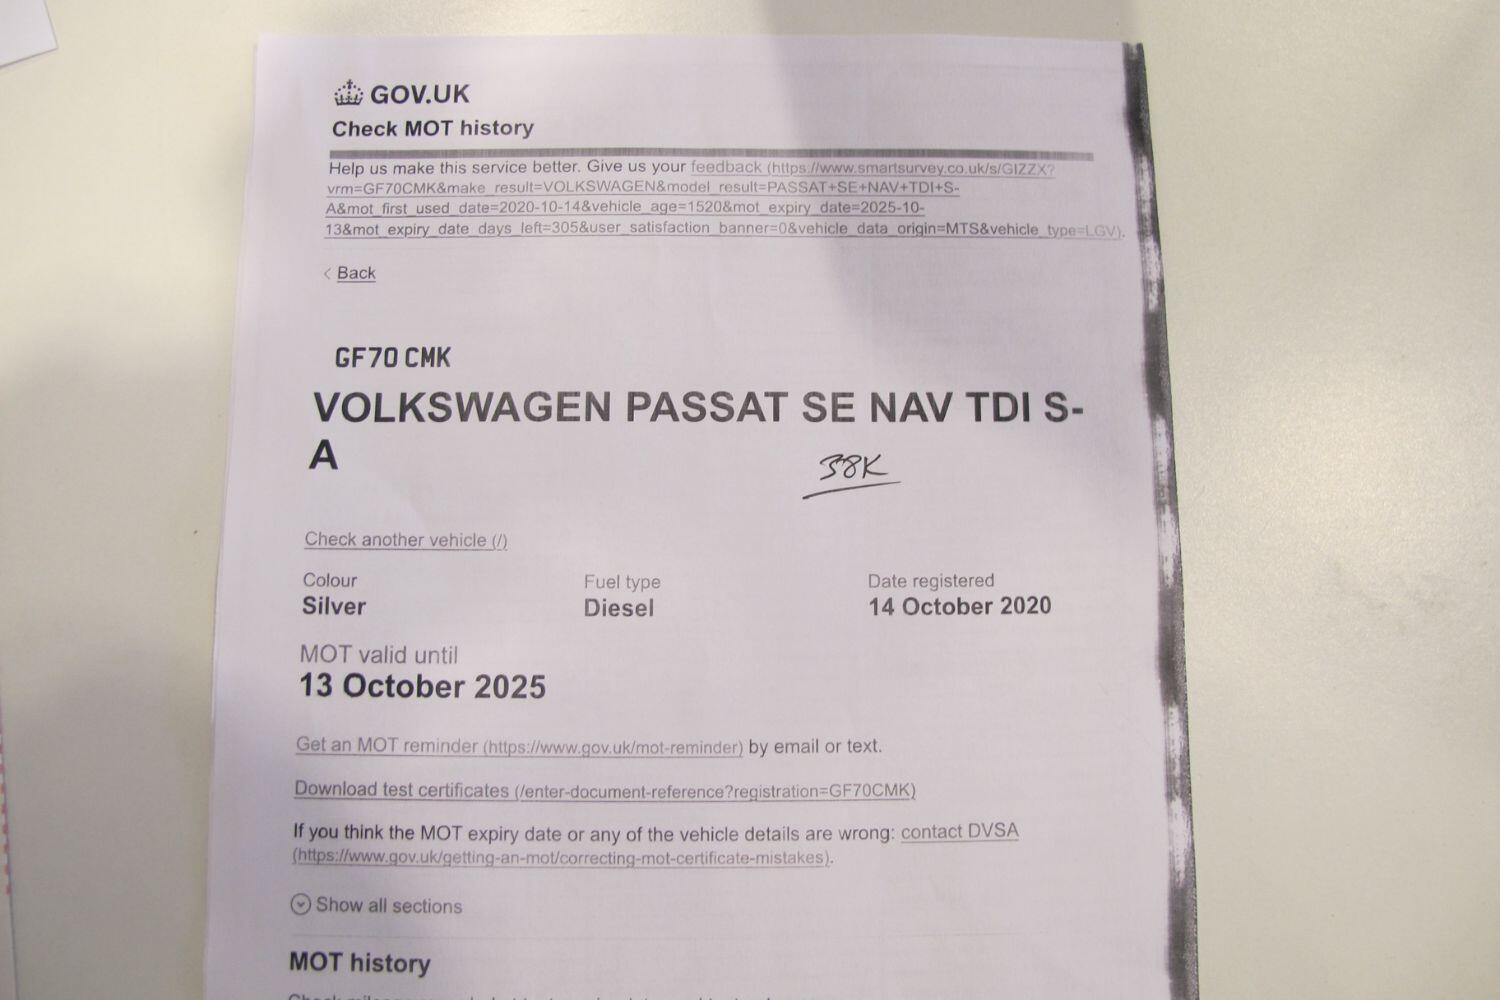 GOV.UK
Check MOT history
Help us make this service better. Give us your feedback (https://www.smartsurvey.co.uk/s/GIZZX?
vrm=GF70CMK&make_result=VOLKSWAGEN&model_result=PASSAT+SE+NAV+TDI+S-
A&mot_first_used_date=2020-10-14&vehicle_age=1520&mot_expiry_date=2025-10-
13&mot_expiry_date_days_left=305&user_satisfaction_banner=0&vehicle_data_origin=MTS&vehicle_type=LGV).
< Back
GF70 CMK
VOLKSWAGEN PASSAT SE NAV TDI S-
A
38K
Check another vehicle (/)
Colour Fuel type Date registered
Silver Diesel 14 October 2020
MOT valid until
13 October 2025
Get an MOT reminder (https://www.gov.uk/mot-reminder) by email or text.
Download test certificates (/enter-document-reference?registration=GF70CMK)
If you think the MOT expiry date or any of the vehicle details are wrong: contact DVSA
(https://www.gov.uk/getting-an-mot/correcting-mot-certificate-mistakes).
Show all sections
MOT history